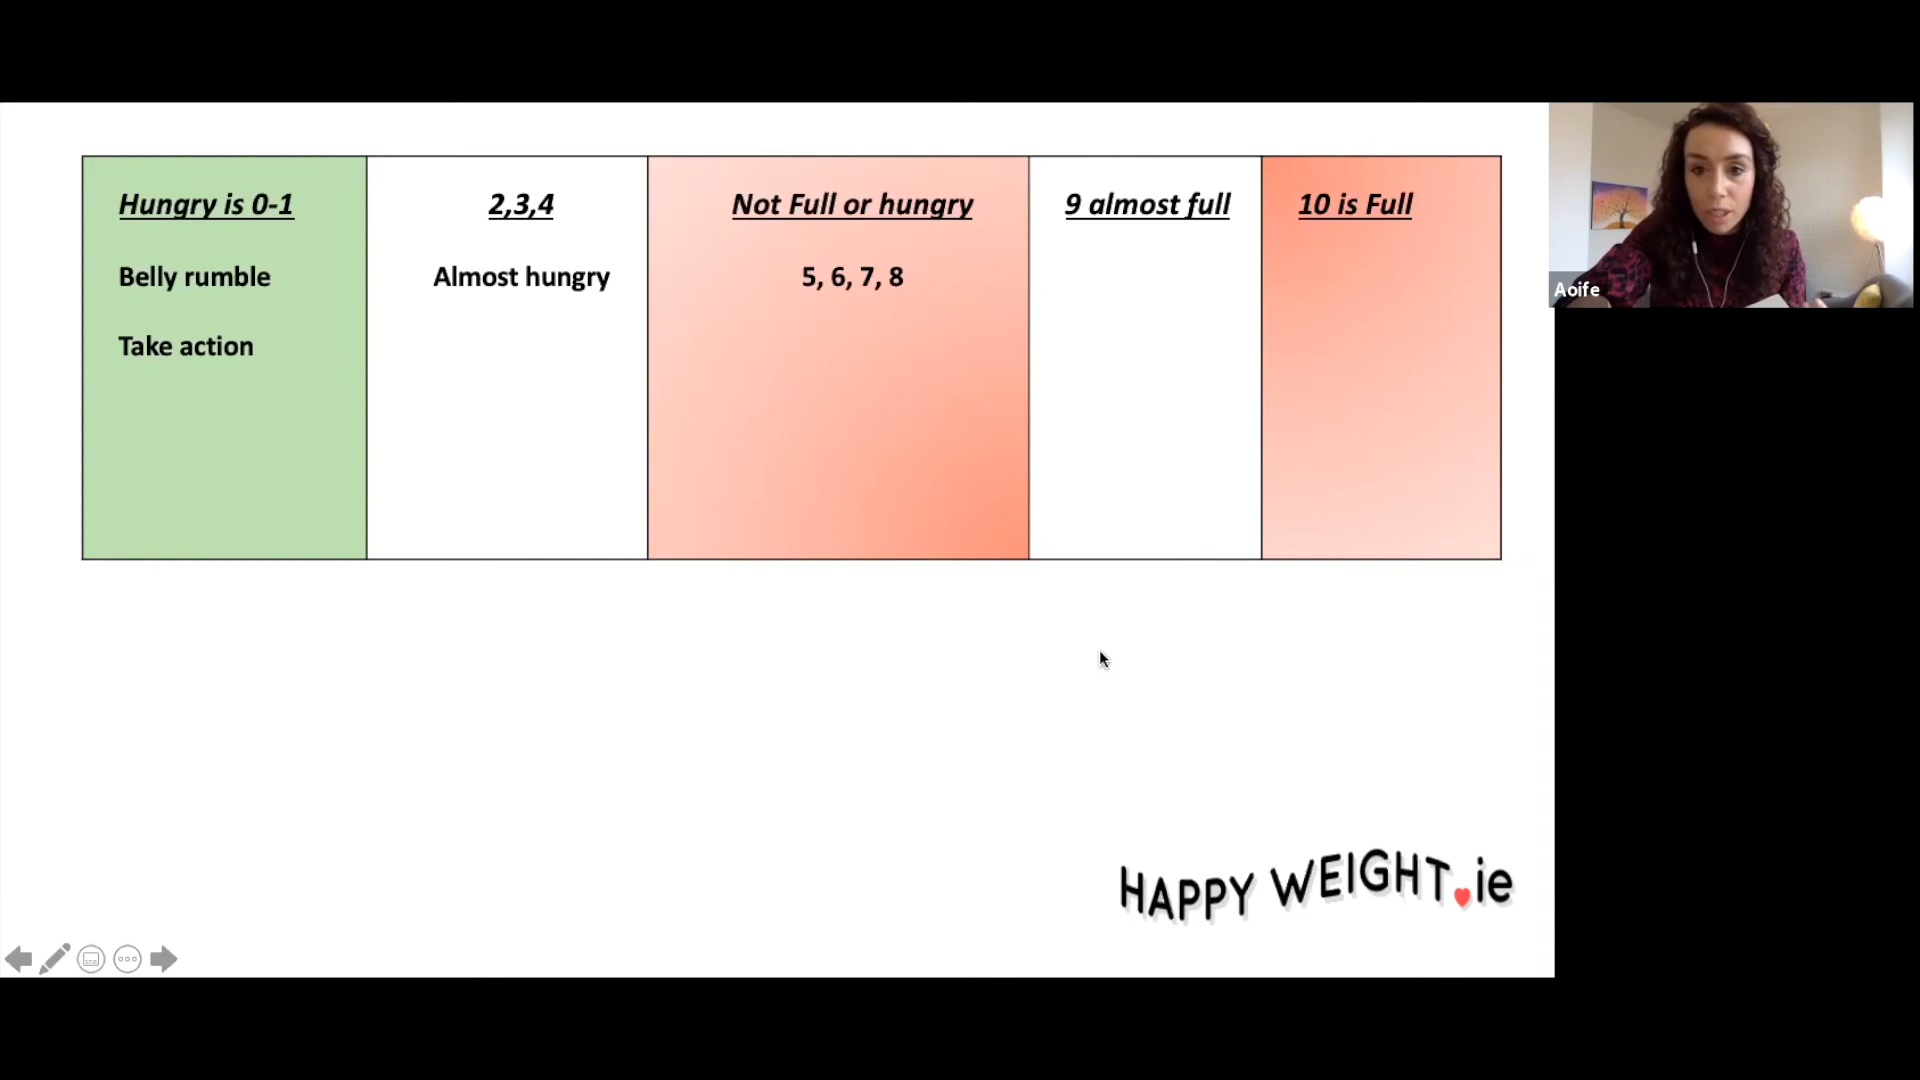 Hungry is 0-1
Belly rumble
Take action
2,3,4
Almost hungry
Not Full or hungry
5, 6, 7, 8
9 almost full
10 is Full
Aoife
HAPPY WEIGHT.ie